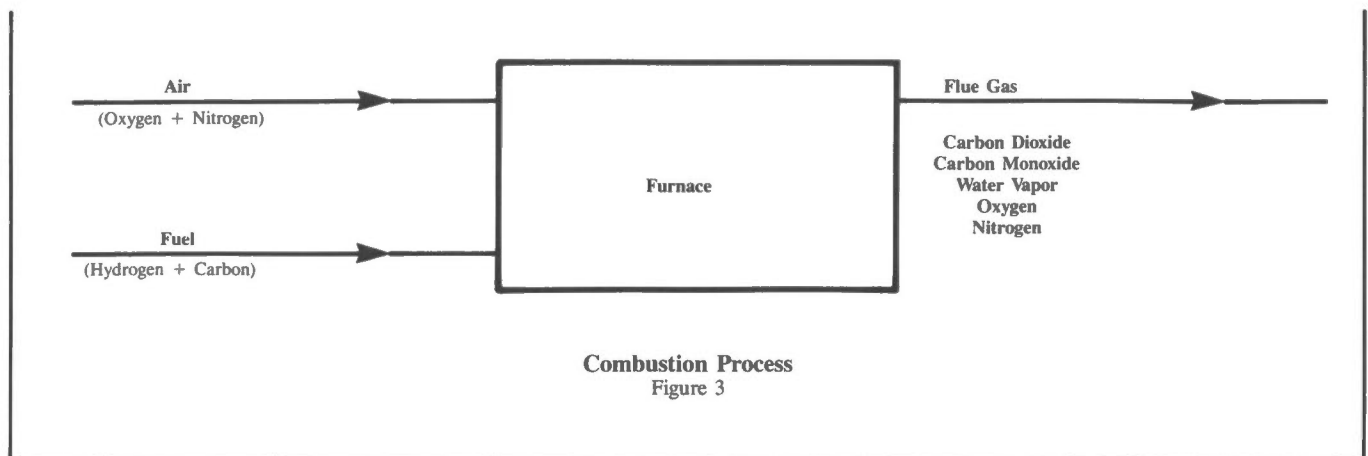 Air
(Oxygen + Nitrogen)
Fuel
(Hydrogen + Carbon)
Furnace
Flue Gas
Carbon Dioxide
Carbon Monoxide
Water Vapor
Oxygen
Nitrogen
Combustion Process
Figure 3